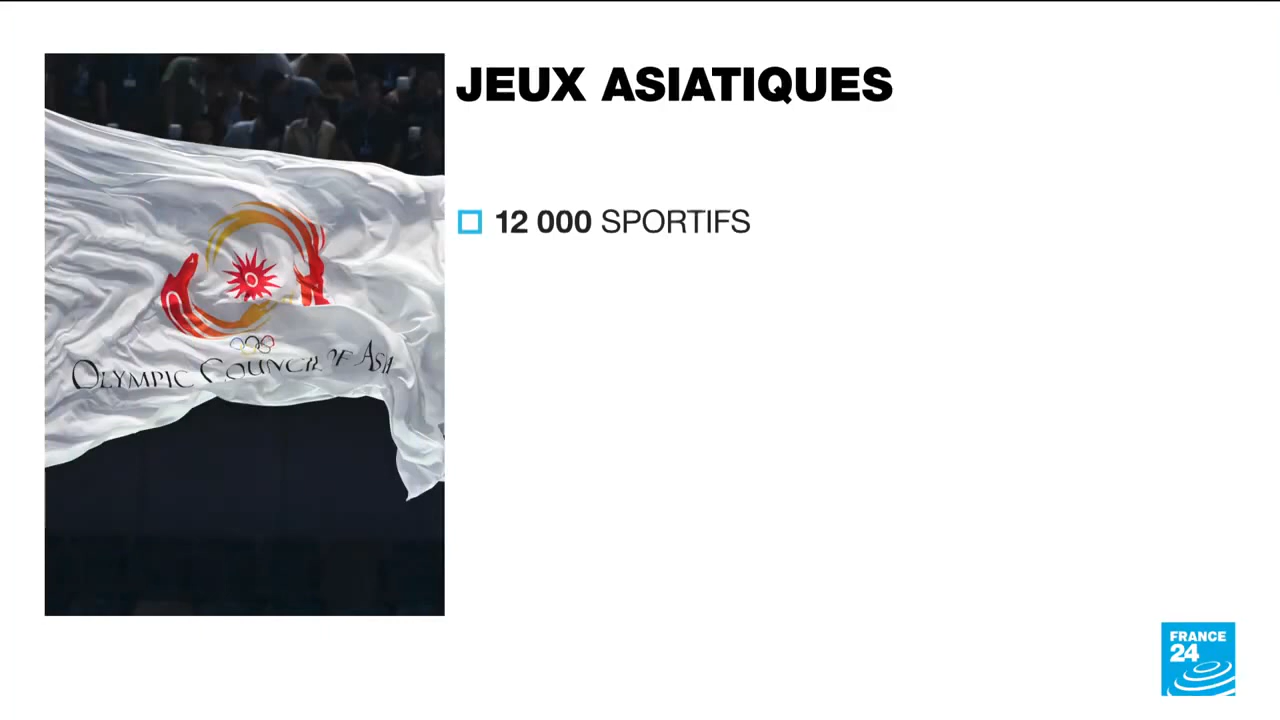 JEUX ASIATIQUES
12 000 SPORTIFS
OLYMPIC COUNCIL OF ASIA
FRANCE
24